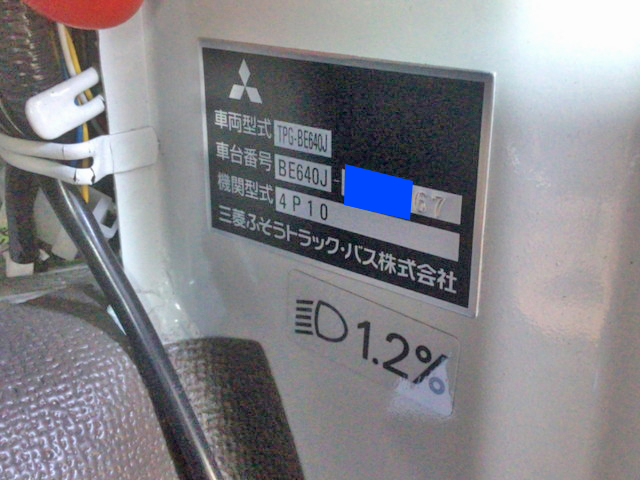 車両型式 TPG-BE640J
車台番号 BE640J- 67
機関型式 4P10
三菱ふそうトラック・バス株式会社
1.2%